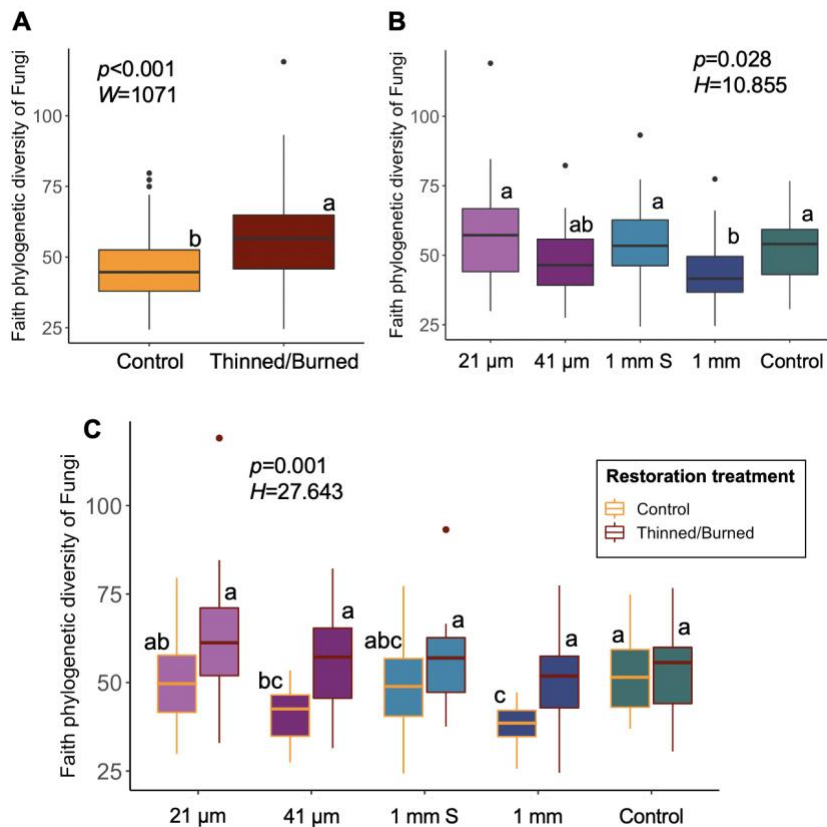 A
Faith phylogenetic diversity of Fungi
p<0.001
W=1071
100
75
50
25
b
a
Control
Thinned/Burned
B
Faith phylogenetic diversity of Fungi
p=0.028
H=10.855
100
75
50
25
a
ab
a
b
a
21 μm
41 μm
1 mm S
1 mm
Control
C
Faith phylogenetic diversity of Fungi
p=0.001
H=27.643
100
75
50
25
Restoration treatment
Control
Thinned/Burned
ab
a
bc
a
abc
a
c
a
a
a
21 μm
41 μm
1 mm S
1 mm
Control